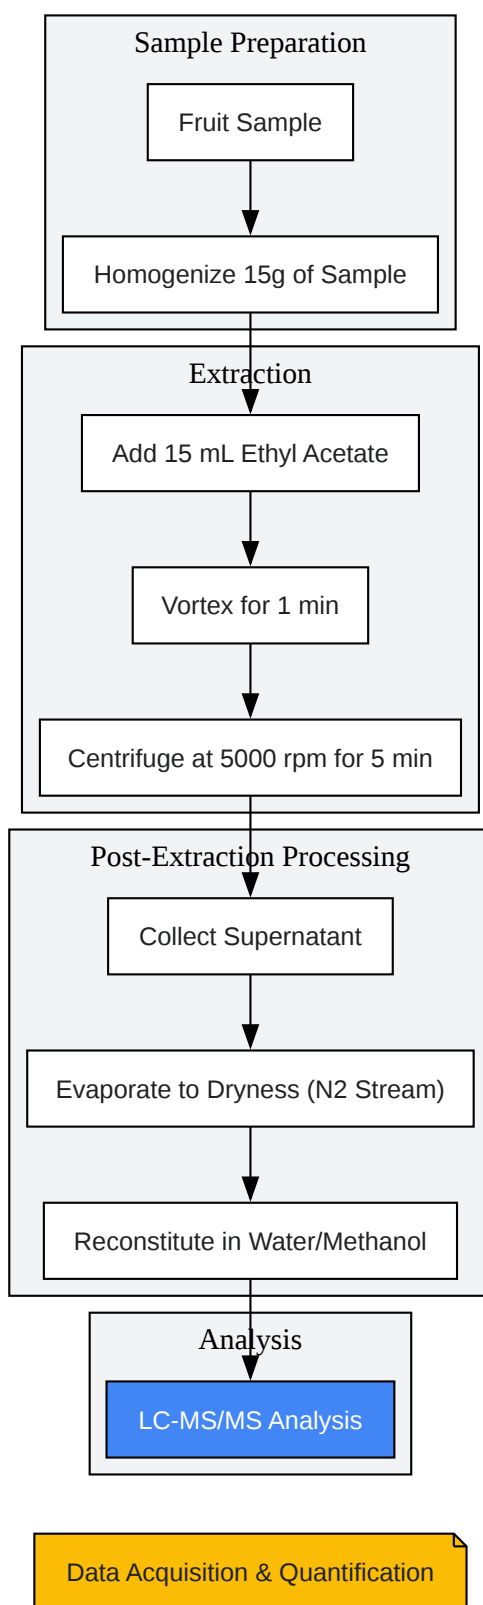 Sample Preparation
Fruit Sample
Homogenize 15g of Sample
Extraction
Add 15 mL Ethyl Acetate
Vortex for 1 min
Centrifuge at 5000 rpm for 5 min
Post-Extraction Processing
Collect Supernatant
Evaporate to Dryness (N2 Stream)
Reconstitute in Water/Methanol
Analysis
LC-MS/MS Analysis
Data Acquisition & Quantification